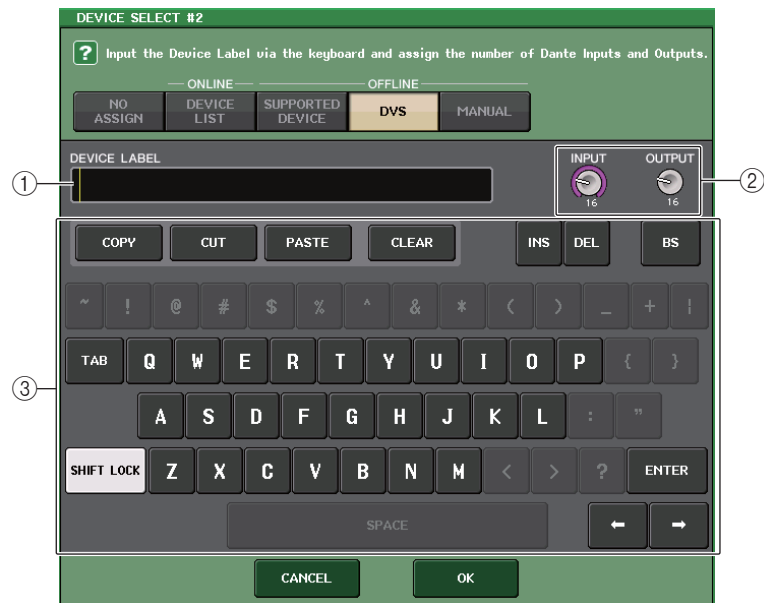 DEVICE SELECT #2
? Input the Device Label via the keyboard and assign the number of Dante Inputs and Outputs.
ONLINE OFFLINE
NO ASSIGN DEVICE LIST SUPPORTED DEVICE DVS MANUAL
DEVICE LABEL INPUT OUTPUT
1 2
16 16
COPY CUT PASTE CLEAR INS DEL BS
~ ! @ # $ % ^ & * ( ) _ + |
TAB Q W E R T Y U I O P { }
3
A S D F G H J K L : "
SHIFT LOCK Z X C V B N M < > ? ENTER
SPACE ← →
CANCEL OK